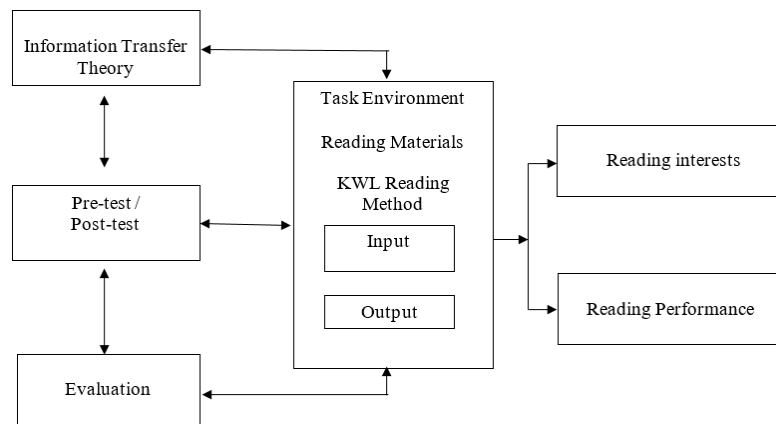 Information Transfer
Theory
Pre-test /
Post-test
Evaluation
Task Environment
Reading Materials
KWL Reading
Method
Input
Output
Reading interests
Reading Performance